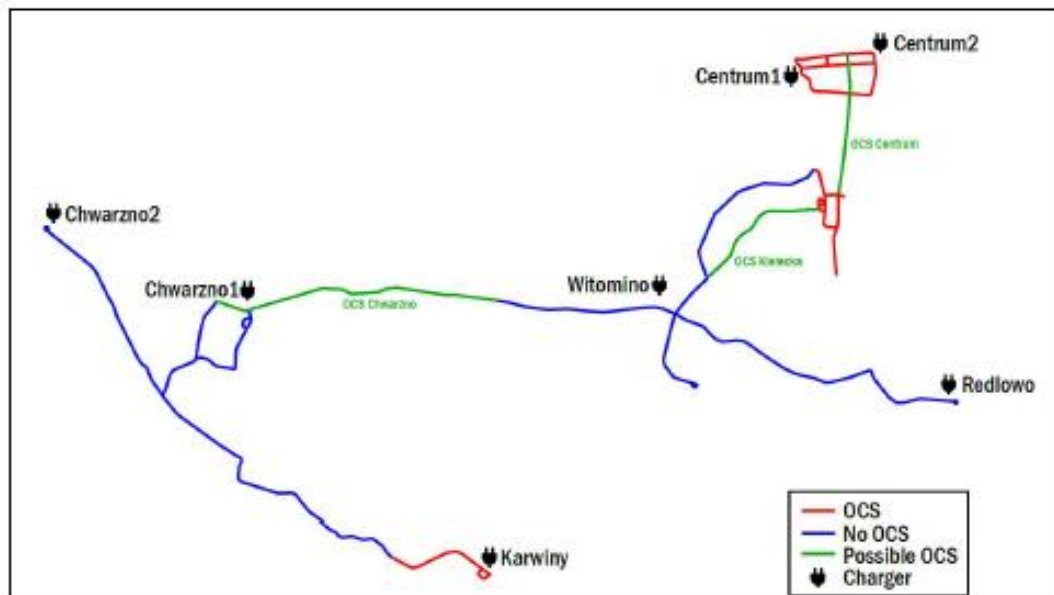 Centrum2
Centrum1
OCS Centrum
Chwarzno2
OCS Kielecka
Chwarzno1
Witomino
OCS Chwarzno
Redlowo
Karwiny
OCS
No OCS
Possible OCS
Charger